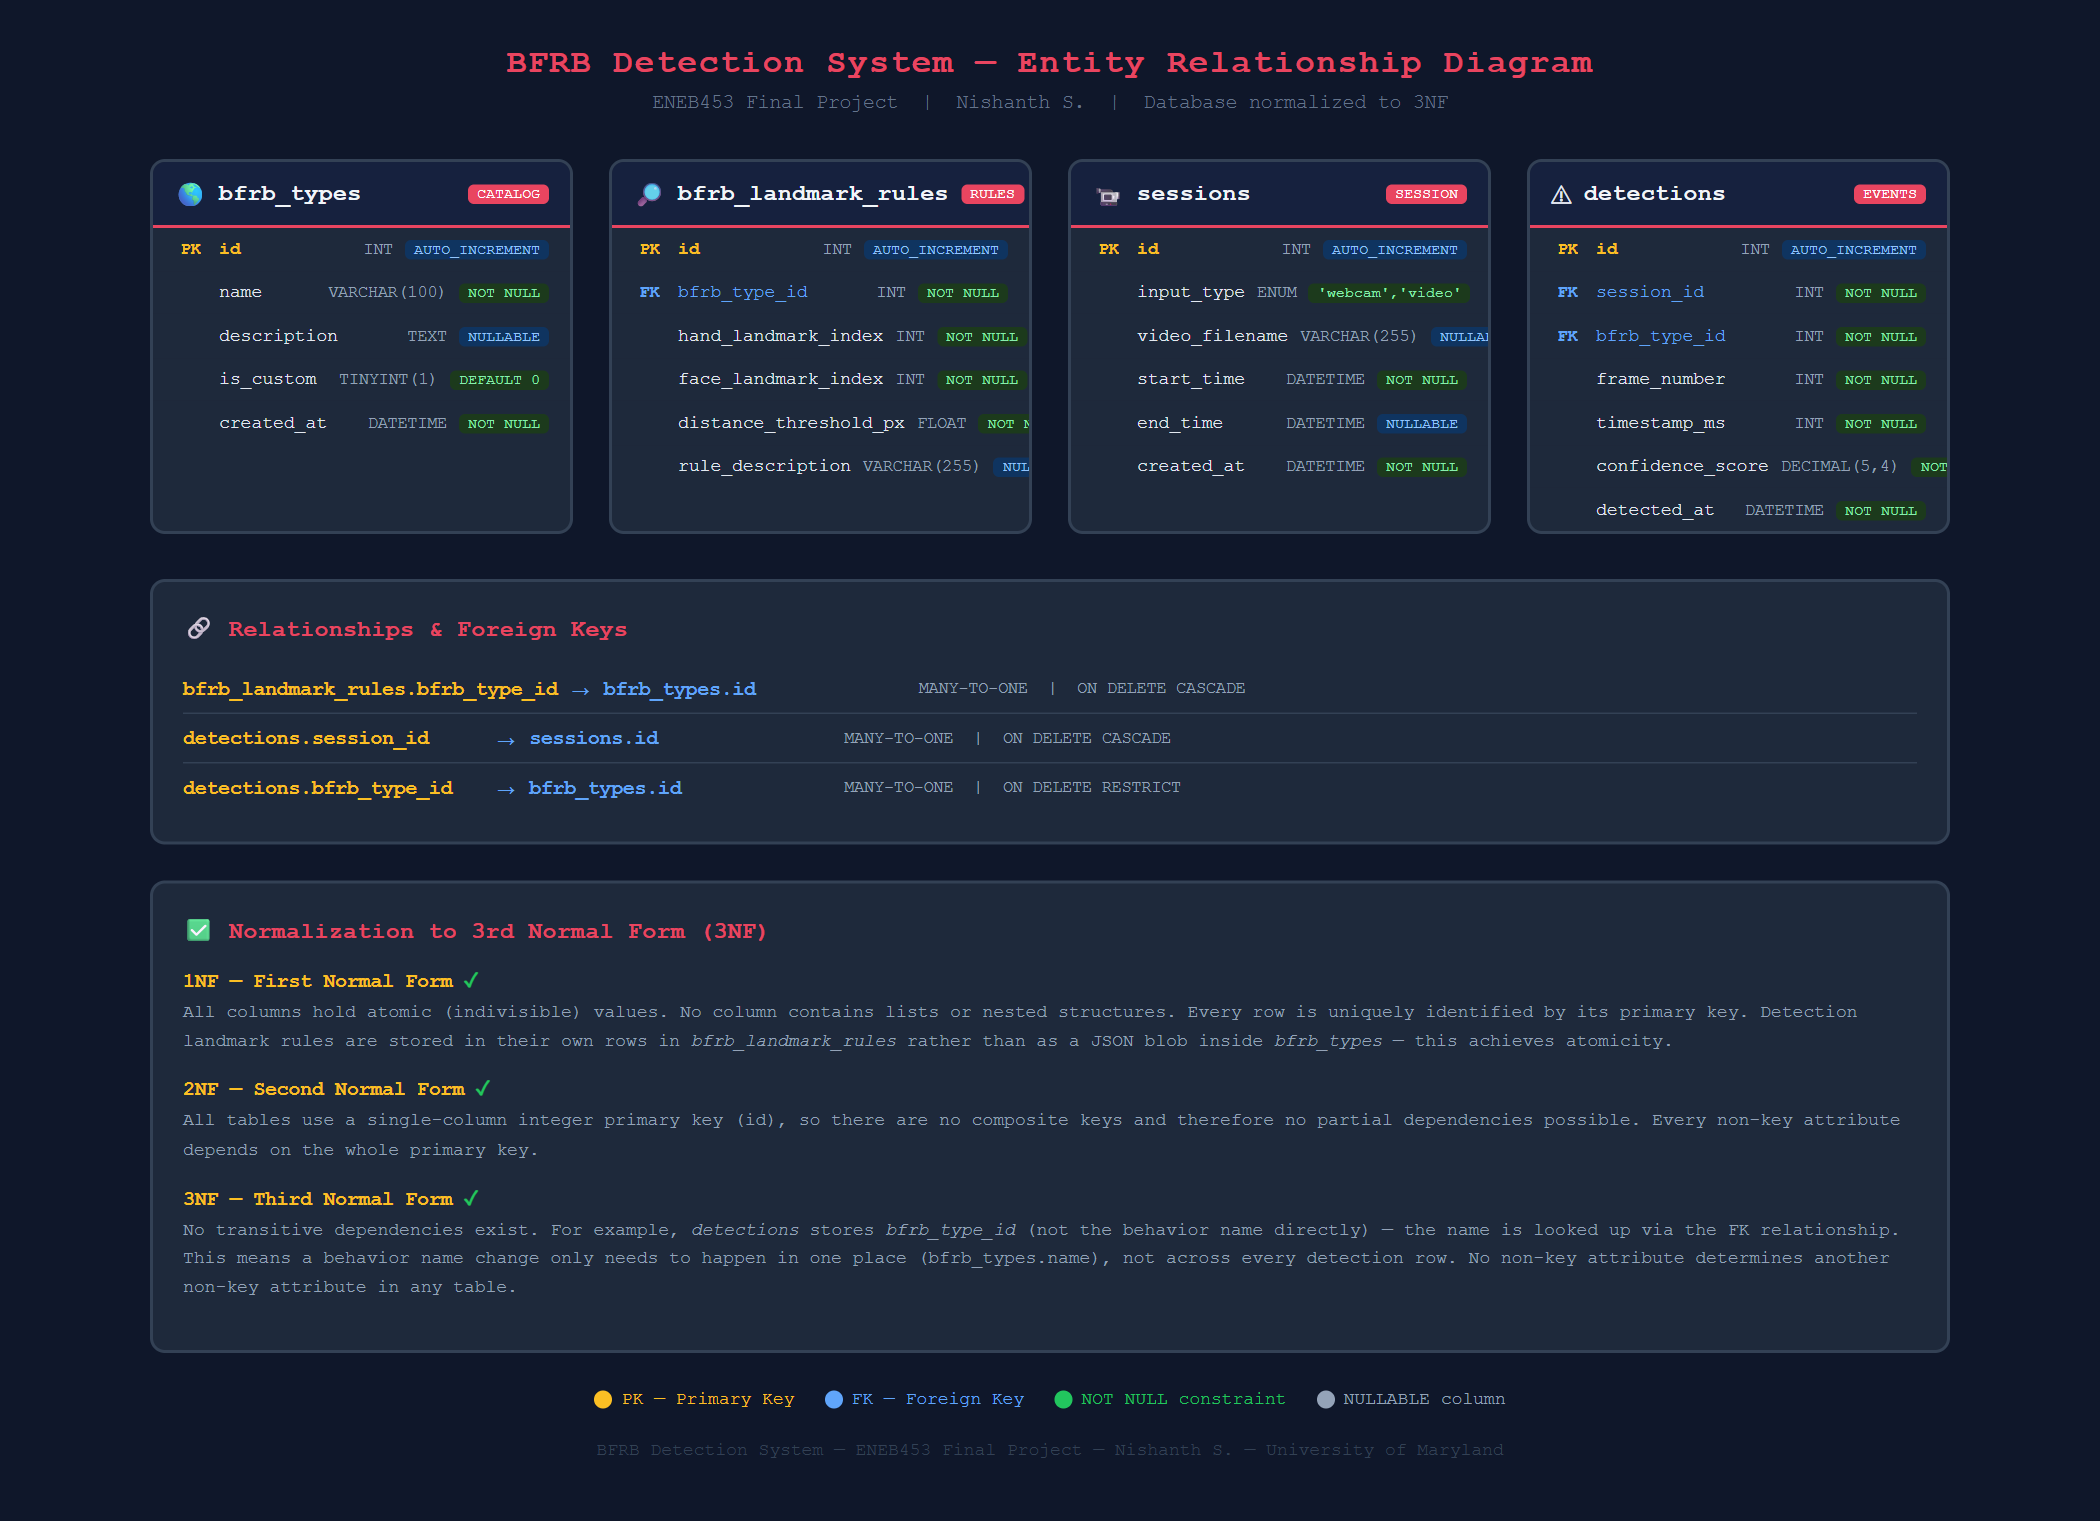 BFRB Detection System — Entity Relationship Diagram
ENEB453 Final Project | Nishanth S. | Database normalized to 3NF
bfrb_types CATALOG
PK id INT AUTO_INCREMENT
name VARCHAR(100) NOT NULL
description TEXT NULLABLE
is_custom TINYINT(1) DEFAULT 0
created_at DATETIME NOT NULL
bfrb_landmark_rules RULES
PK id INT AUTO_INCREMENT
FK bfrb_type_id INT NOT NULL
hand_landmark_index INT NOT NULL
face_landmark_index INT NOT NULL
distance_threshold_px FLOAT NOT N
rule_description VARCHAR(255) NUL
sessions SESSION
PK id INT AUTO_INCREMENT
input_type ENUM 'webcam','video'
video_filename VARCHAR(255) NULLA
start_time DATETIME NOT NULL
end_time DATETIME NULLABLE
created_at DATETIME NOT NULL
detections EVENTS
PK id INT AUTO_INCREMENT
FK session_id INT NOT NULL
FK bfrb_type_id INT NOT NULL
frame_number INT NOT NULL
timestamp_ms INT NOT NULL
confidence_score DECIMAL(5,4) NOT
detected_at DATETIME NOT NULL
Relationships & Foreign Keys
bfrb_landmark_rules.bfrb_type_id → bfrb_types.id MANY-TO-ONE | ON DELETE CASCADE
detections.session_id → sessions.id MANY-TO-ONE | ON DELETE CASCADE
detections.bfrb_type_id → bfrb_types.id MANY-TO-ONE | ON DELETE RESTRICT
Normalization to 3rd Normal Form (3NF)
1NF — First Normal Form ✓
All columns hold atomic (indivisible) values. No column contains lists or nested structures. Every row is uniquely identified by its primary key. Detection
landmark rules are stored in their own rows in bfrb_landmark_rules rather than as a JSON blob inside bfrb_types — this achieves atomicity.
2NF — Second Normal Form ✓
All tables use a single-column integer primary key (id), so there are no composite keys and therefore no partial dependencies possible. Every non-key attribute
depends on the whole primary key.
3NF — Third Normal Form ✓
No transitive dependencies exist. For example, detections stores bfrb_type_id (not the behavior name directly) — the name is looked up via the FK relationship.
This means a behavior name change only needs to happen in one place (bfrb_types.name), not across every detection row. No non-key attribute determines another
non-key attribute in any table.
PK — Primary Key FK — Foreign Key NOT NULL constraint NULLABLE column
BFRB Detection System — ENEB453 Final Project — Nishanth S. — University of Maryland